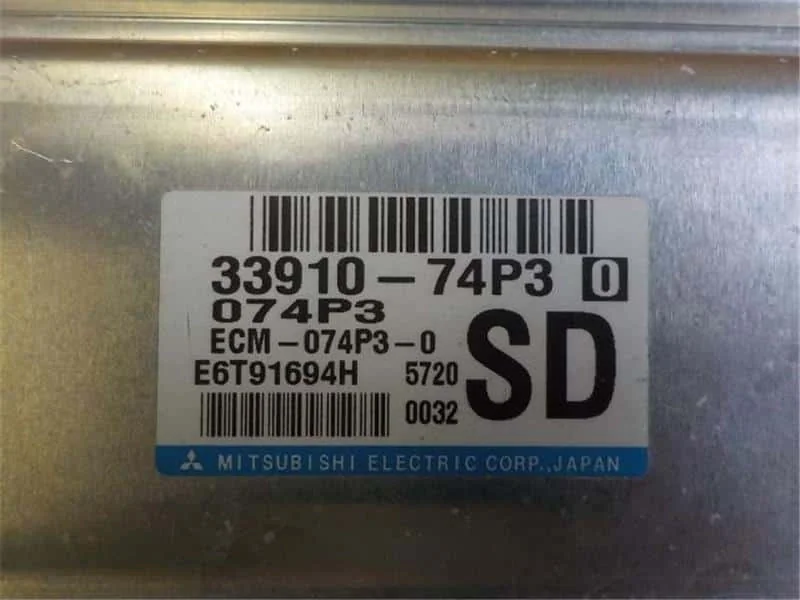 33910-74P3 0
074P3
ECM-074P3-0
SD
E6T91694H 5720
0032
MITSUBISHI ELECTRIC CORP.,JAPAN